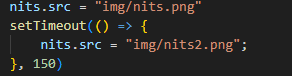 nits.src = "img/nits.png"
setTimeout(() => {
    nits.src = "img/nits2.png";
}, 150)